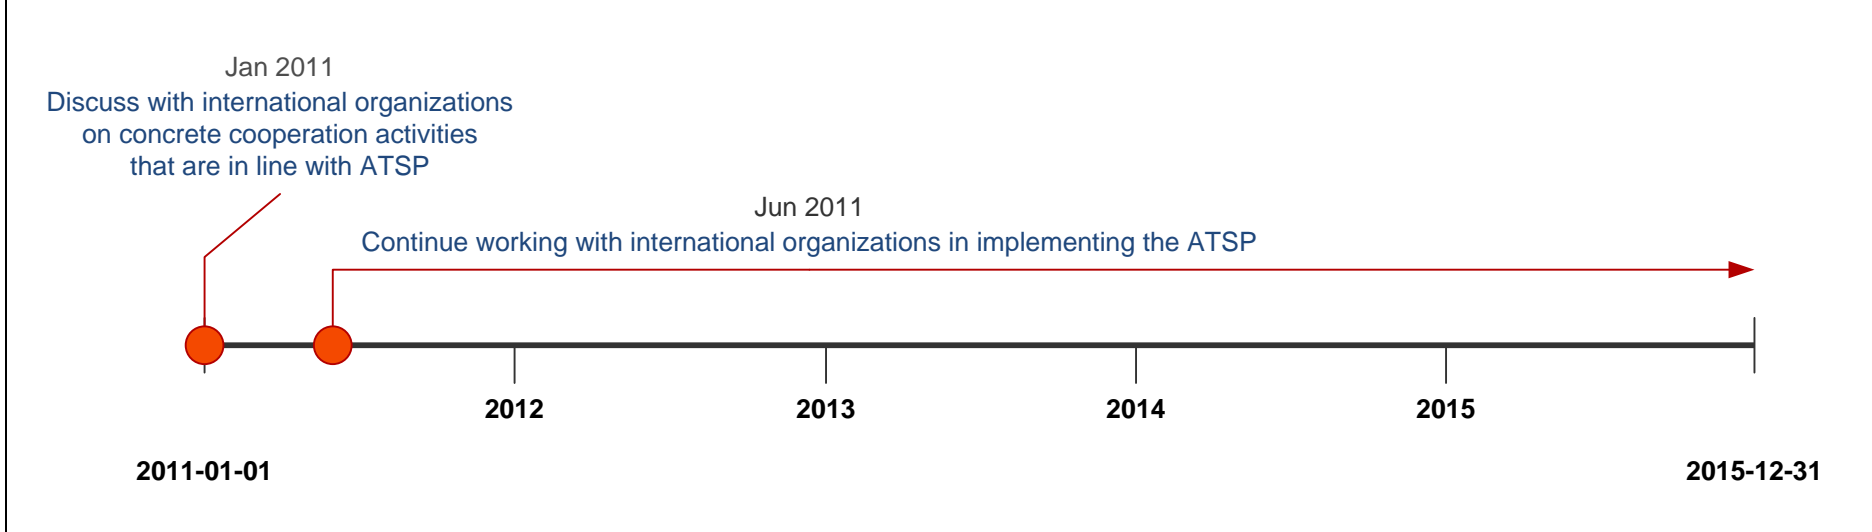 Jan 2011
Discuss with international organizations
on concrete cooperation activities
that are in line with ATSP
Jun 2011
Continue working with international organizations in implementing the ATSP
2012
2013
2014
2015
2011-01-01
2015-12-31